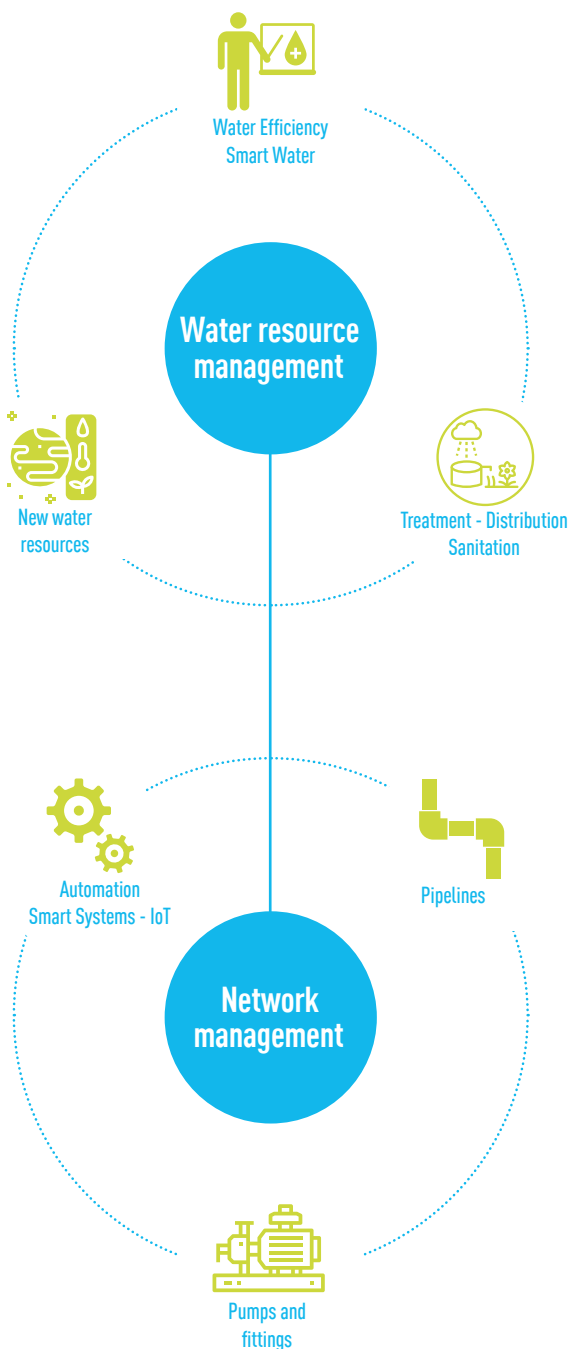 Water Efficiency
Smart Water
Water resource
management
New water
resources
Treatment - Distribution
Sanitation
Automation
Smart Systems - IoT
Pipelines
Network
management
Pumps and
fittings